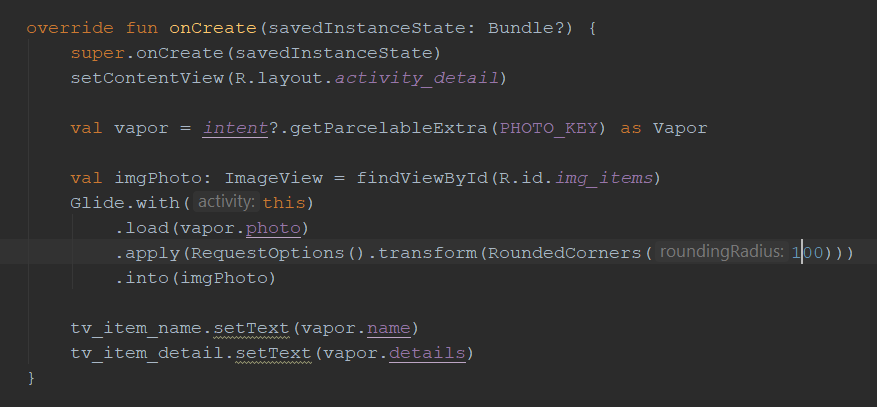 override fun onCreate(savedInstanceState: Bundle?) {
super.onCreate(savedInstanceState)
setContentView(R.layout.activity_detail)
val vapor = intent?.getParcelableExtra(PHOTO_KEY) as Vapor
val imgPhoto: ImageView = findViewById(R.id.img_items)
Glide.with( activity: this)
.load(vapor.photo)
.apply(RequestOptions().transform(RoundedCorners( roundingRadius: 100)))
.into(imgPhoto)
tv_item_name.setText(vapor.name)
tv_item_detail.setText(vapor.details)
}